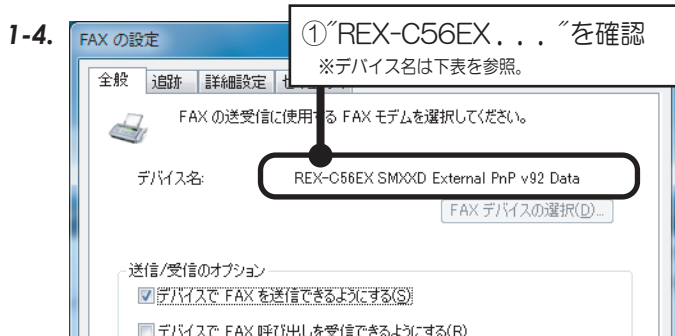 1-4.
FAX の設定
①"REX-C56EX．．．"を確認
※デバイス名は下表を参照。
全般 追跡 詳細設定
FAX の送受信に使用する FAX モデムを選択してください。
デバイス名: REX-C56EX SMXXD External PnP v92 Data
FAX デバイスの選択(D)...
送信/受信のオプション
デバイスで FAX を送信できるようにする(S)
デバイスで FAX 呼び出しを受信できるようにする(R)